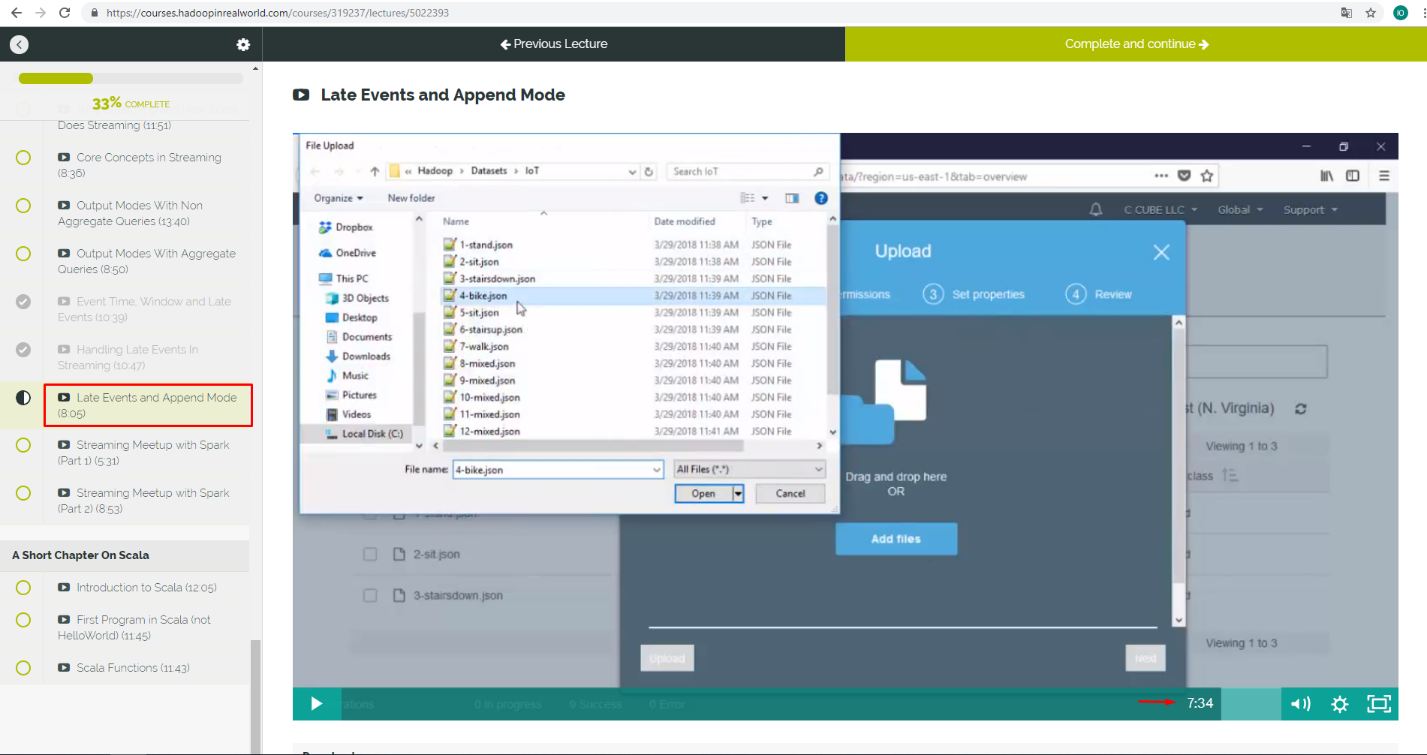 https://courses.hadoopinrealworld.com/courses/319237/lectures/5022393
IO
Previous Lecture
Complete and continue
33% COMPLETE
Does Streaming (11:51)
Core Concepts in Streaming
(8:36)
Output Modes With Non
Aggregate Queries (13:40)
Output Modes With Aggregate
Queries (8:50)
Event Time, Window and Late
Events (10:39)
Handling Late Events In
Streaming (10:47)
Late Events and Append Mode
(8:05)
Streaming Meetup with Spark
(Part 1) (5:31)
Streaming Meetup with Spark
(Part 2) (8:53)
A Short Chapter On Scala
Introduction to Scala (12:05)
First Program in Scala (not
HelloWorld) (11:45)
Scala Functions (11:43)
Late Events and Append Mode
File Upload
« Hadoop > Datasets > IoT
Search IoT
Organize
New folder
Dropbox
OneDrive
This PC
3D Objects
Desktop
Documents
Downloads
Music
Pictures
Videos
Local Disk (C:)
Name Date modified Type
1-stand.json 3/29/2018 11:38 AM JSON File
2-sit.json 3/29/2018 11:38 AM JSON File
3-stairsdown.json 3/29/2018 11:39 AM JSON File
4-bike.json 3/29/2018 11:39 AM JSON File
5-sit.json 3/29/2018 11:39 AM JSON File
6-stairsup.json 3/29/2018 11:39 AM JSON File
7-walk.json 3/29/2018 11:40 AM JSON File
8-mixed.json 3/29/2018 11:40 AM JSON File
9-mixed.json 3/29/2018 11:40 AM JSON File
10-mixed.json 3/29/2018 11:40 AM JSON File
11-mixed.json 3/29/2018 11:40 AM JSON File
12-mixed.json 3/29/2018 11:41 AM JSON File
File name: 4-bike.json All Files (*.*)
Open Cancel
ata/?region=us-east-1&tab=overview
C CUBE LLC Global Support
Upload
rmissions 3 Set properties 4 Review
Drag and drop here
OR
Add files
Upload
Next
st (N. Virginia)
Viewing 1 to 3
class
1-stand.json
2-sit.json
3-stairsdown.json
Viewing 1 to 3
ations 0 In progress 9 Success 0 Error
7:34